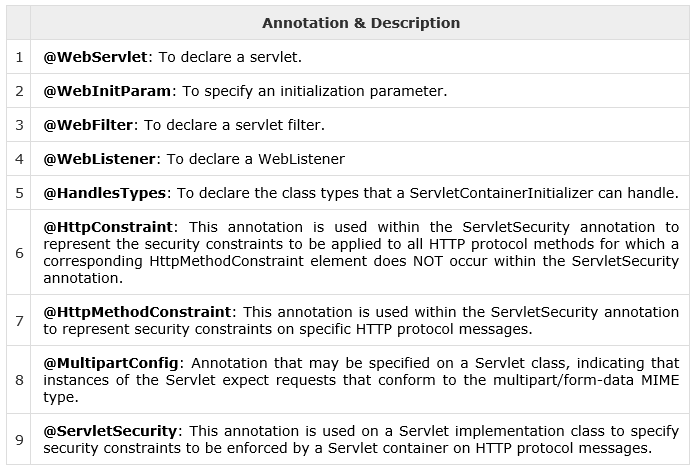 Annotation & Description
1 @WebServlet: To declare a servlet.
2 @WebInitParam: To specify an initialization parameter.
3 @WebFilter: To declare a servlet filter.
4 @WebListener: To declare a WebListener
5 @HandlesTypes: To declare the class types that a ServletContainerInitializer can handle.
@HttpConstraint: This annotation is used within the ServletSecurity annotation to
represent the security constraints to be applied to all HTTP protocol methods for which a
6 corresponding HttpMethodConstraint element does NOT occur within the ServletSecurity
annotation.
7 @HttpMethodConstraint: This annotation is used within the ServletSecurity annotation
to represent security constraints on specific HTTP protocol messages.
@MultipartConfig: Annotation that may be specified on a Servlet class, indicating that
8 instances of the Servlet expect requests that conform to the multipart/form-data MIME
type.
9 @ServletSecurity: This annotation is used on a Servlet implementation class to specify
security constraints to be enforced by a Servlet container on HTTP protocol messages.